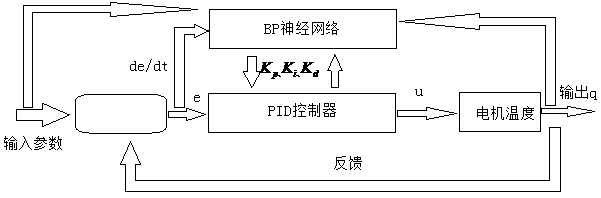 BP神经网络
de/dt
Kp、Ki、Kd
e
PID控制器
u
电机温度
输出q
输入参数
反馈